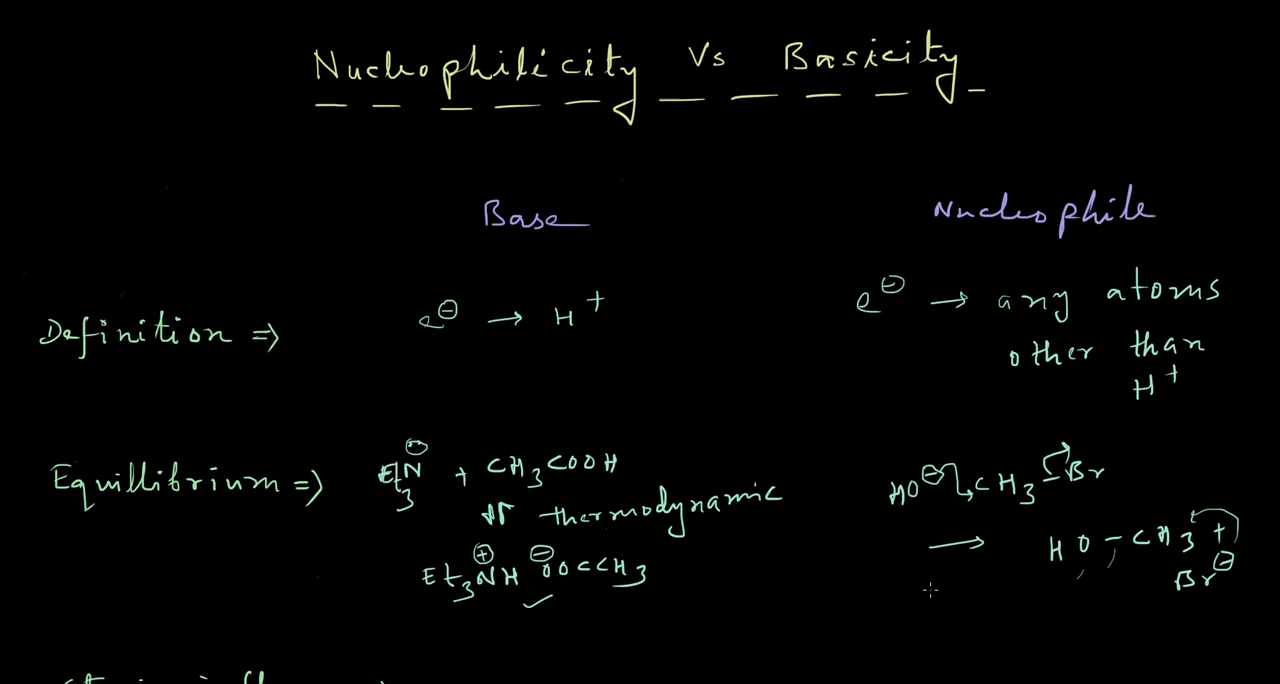 Nucleophilicity Vs Basicity
Base Nucleophile
Definition ⇒ e⊖ → H⁺ e⊖ → any atoms
other than
H⁺
Equillibrium ⇒) Et₃N⊖ + CH₃COOH HO⊖ CH₃–Br
⇌ thermodynamic
→ HO–CH₃ + Br⊖
Et₃N⊕H ⊖OOCCH₃ ✓